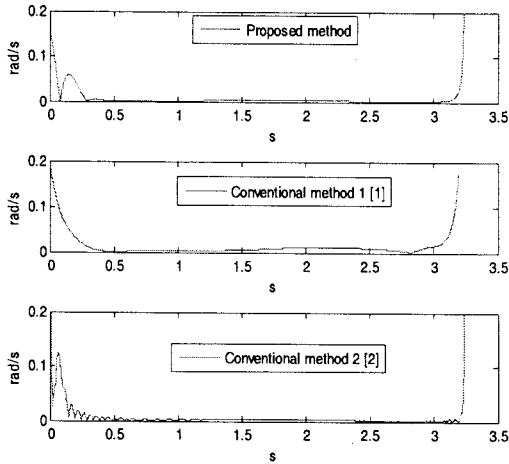 0.2
Proposed method
rad/s
0.1
0
0 0.5 1 1.5 2 2.5 3 3.5
s
0.2
Conventional method 1 [1]
rad/s
0.1
0
0 0.5 1 1.5 2 2.5 3 3.5
s
0.2
Conventional method 2 [2]
rad/s
0.1
0
0 0.5 1 1.5 2 2.5 3 3.5
s